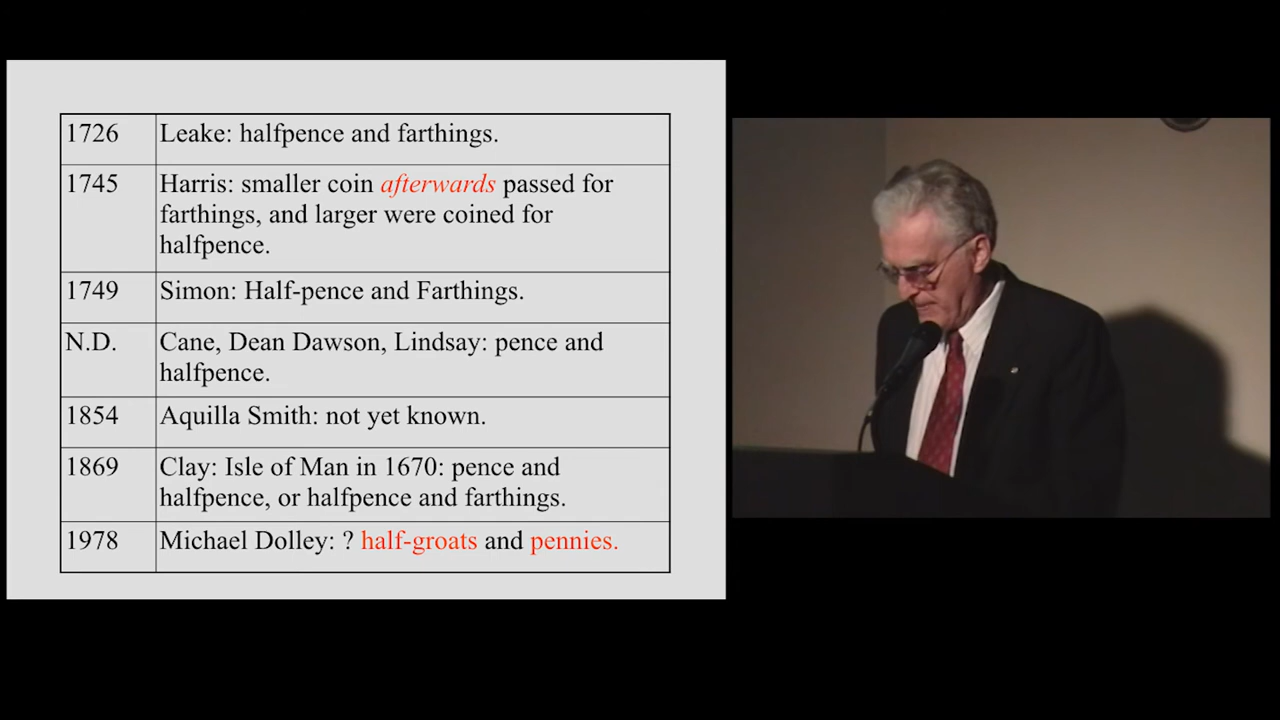 1726 Leake: halfpence and farthings.
1745 Harris: smaller coin afterwards passed for
farthings, and larger were coined for
halfpence.
1749 Simon: Half-pence and Farthings.
N.D. Cane, Dean Dawson, Lindsay: pence and
halfpence.
1854 Aquilla Smith: not yet known.
1869 Clay: Isle of Man in 1670: pence and
halfpence, or halfpence and farthings.
1978 Michael Dolley: ? half-groats and pennies.